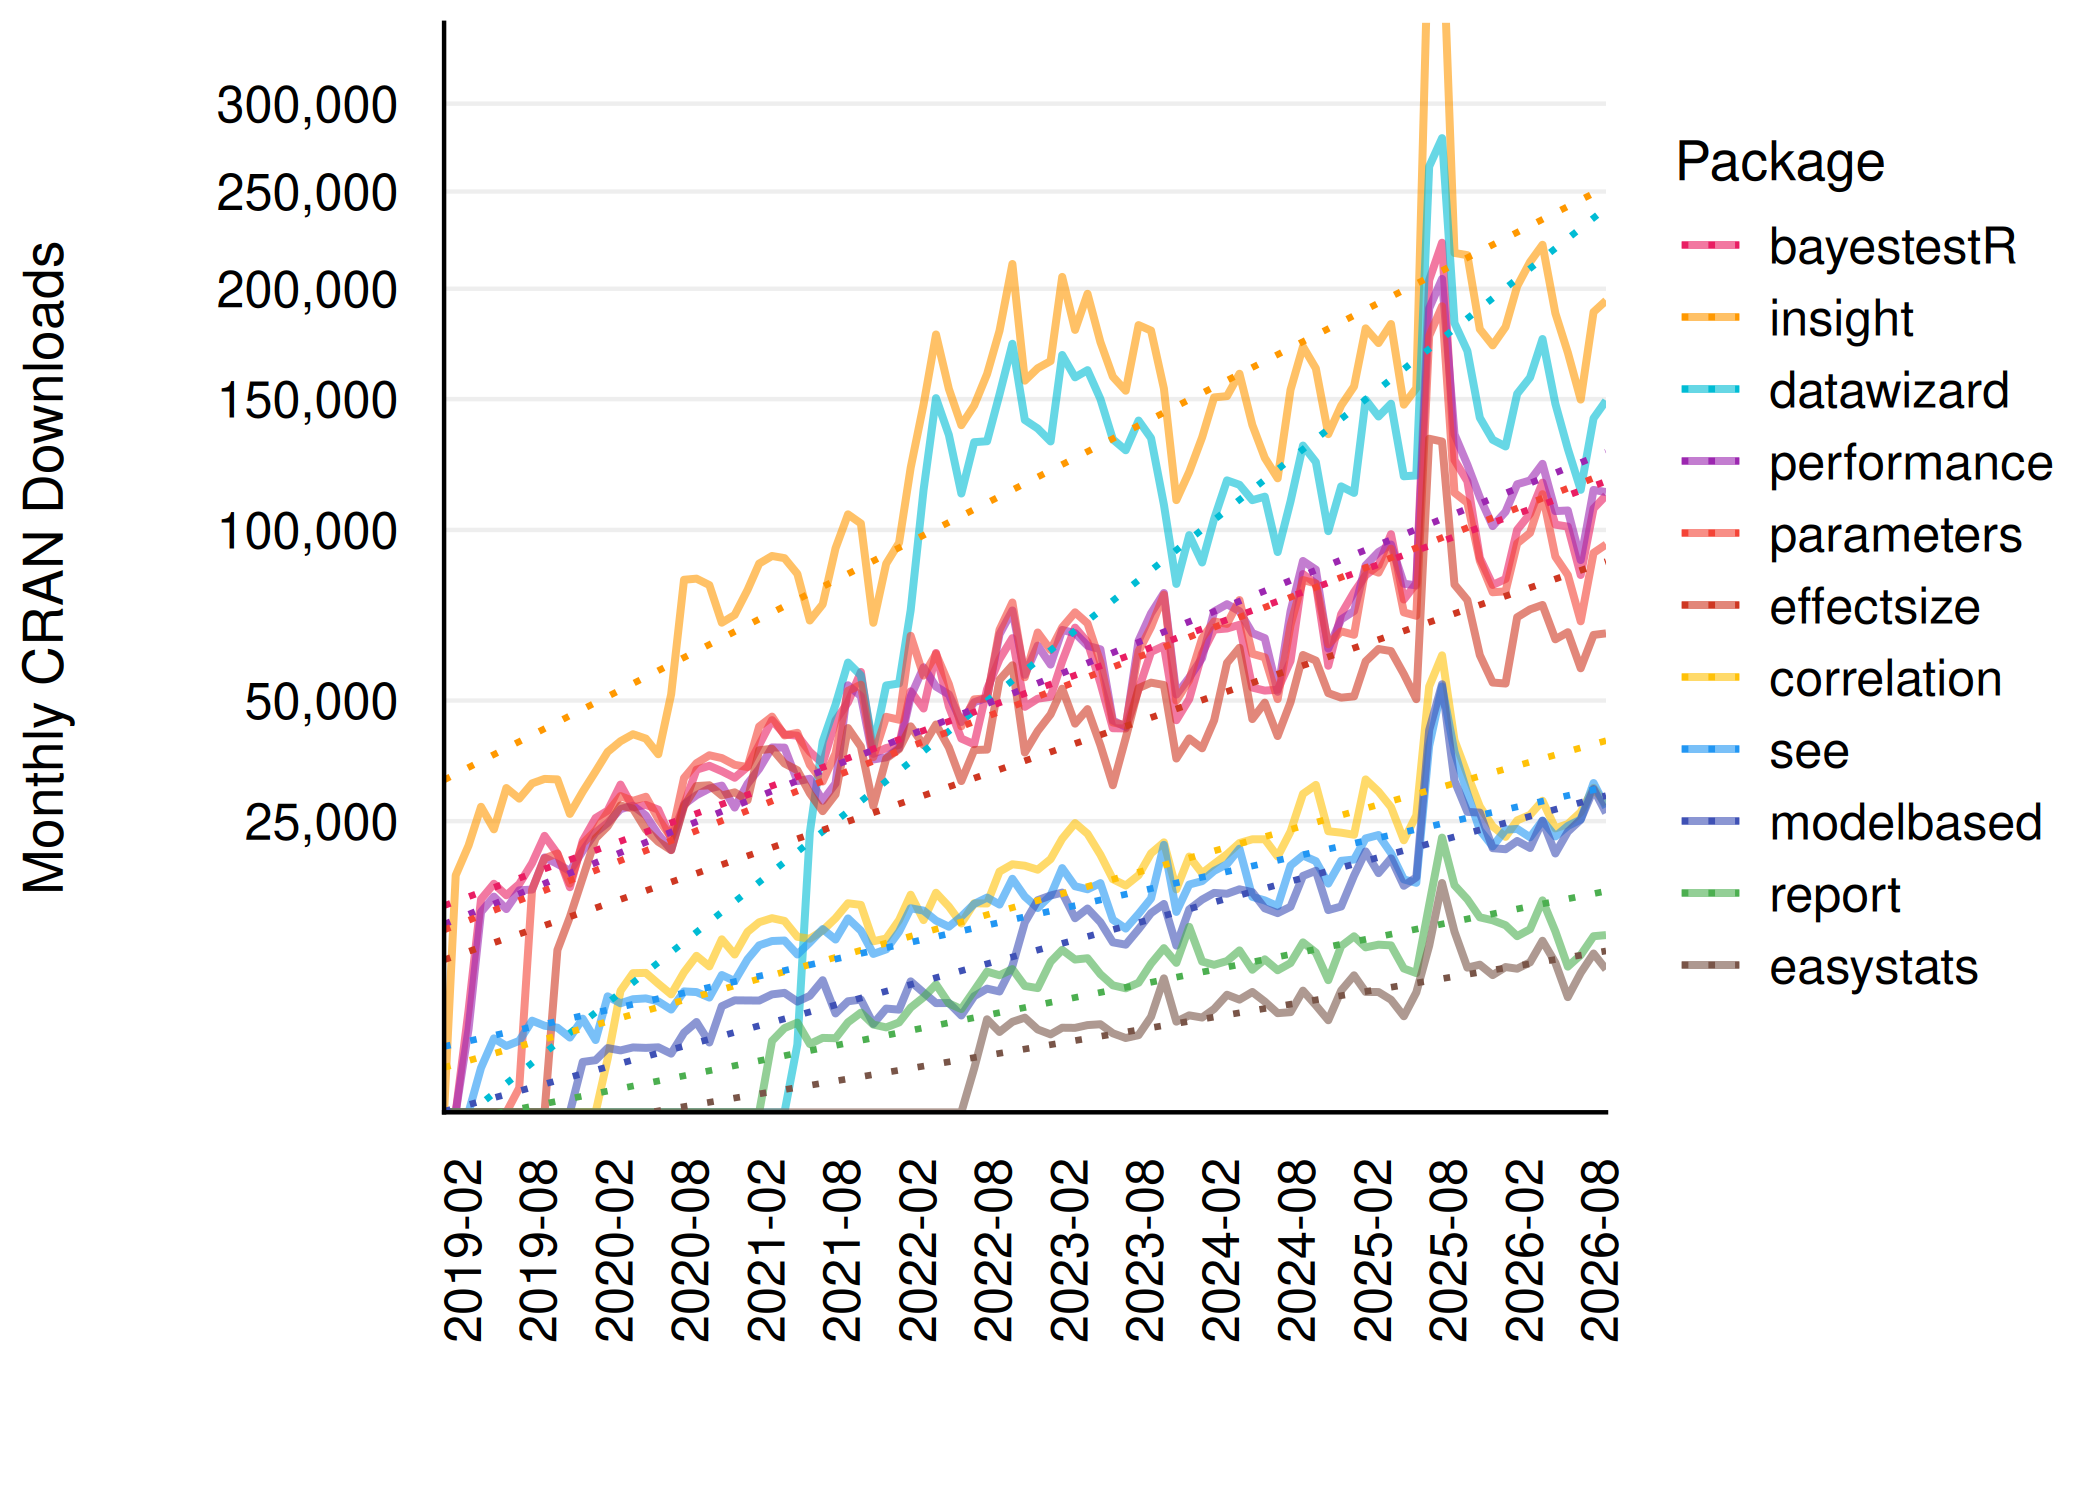 Monthly CRAN Downloads
300,000
250,000
200,000
150,000
100,000
50,000
25,000
2019-02
2019-08
2020-02
2020-08
2021-02
2021-08
2022-02
2022-08
2023-02
2023-08
2024-02
2024-08
2025-02
2025-08
2026-02
2026-08
Package
bayestestR
insight
datawizard
performance
parameters
effectsize
correlation
see
modelbased
report
easystats